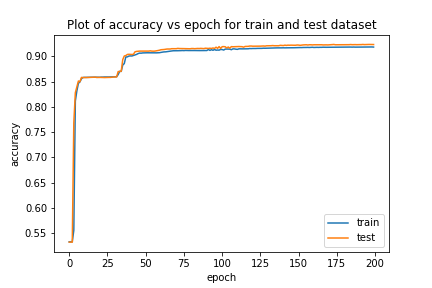 Plot of accuracy vs epoch for train and test dataset
accuracy
0.90
0.85
0.80
0.75
0.70
0.65
0.60
0.55
train
test
0 25 50 75 100 125 150 175 200
epoch